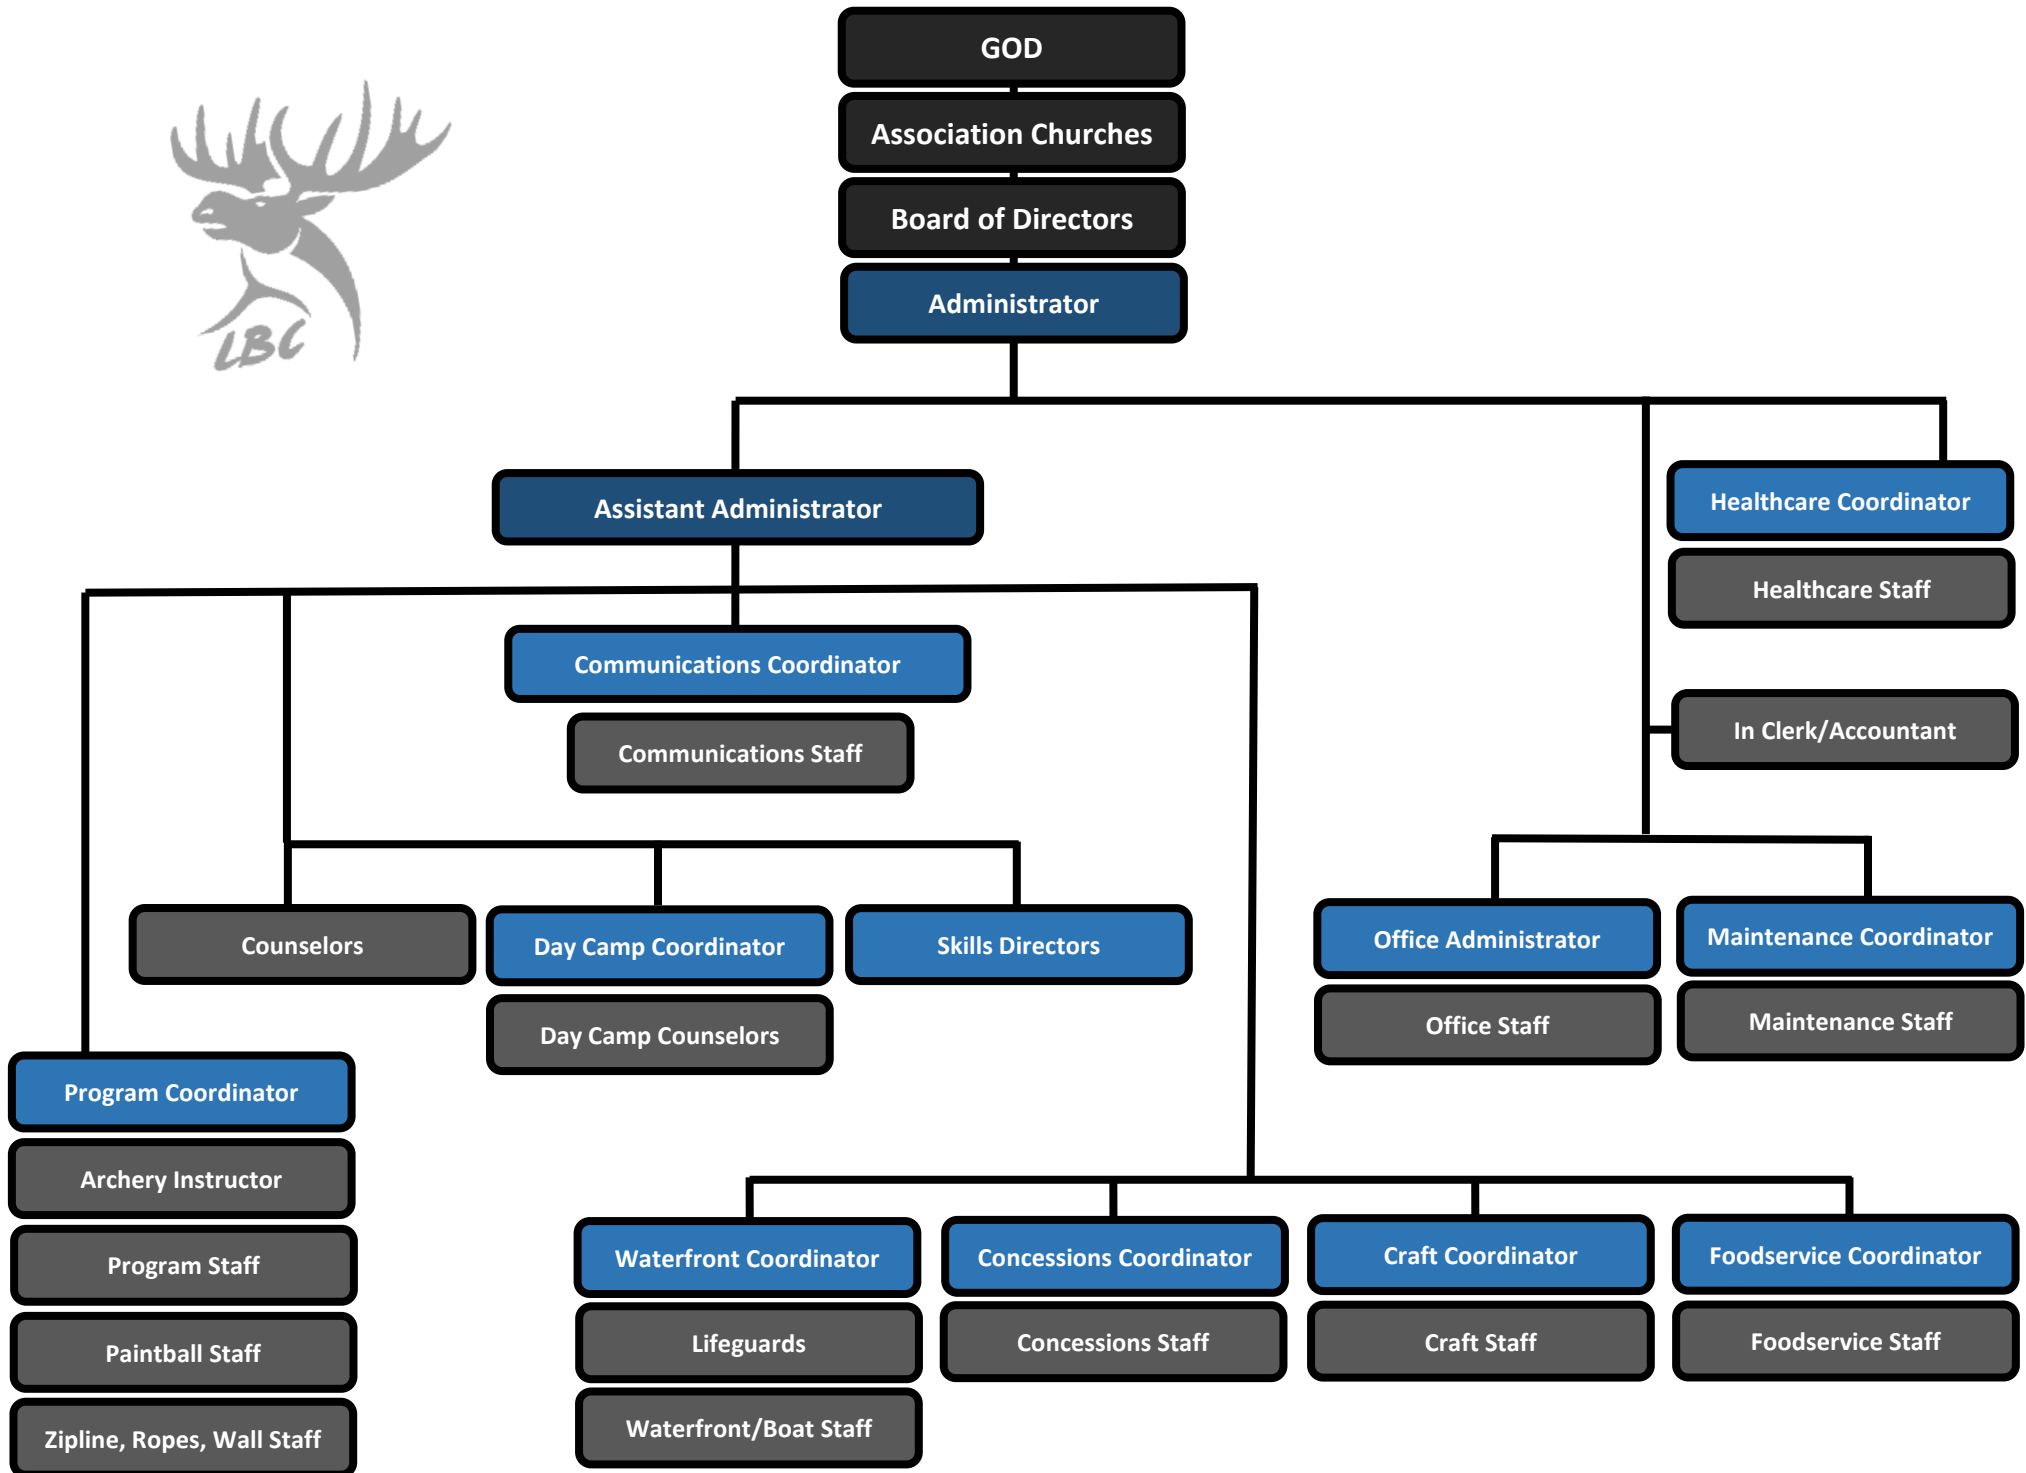 GOD
Association Churches
Board of Directors
Administrator
LBC
Assistant Administrator
Healthcare Coordinator
Healthcare Staff
Communications Coordinator
Communications Staff
In Clerk/Accountant
Counselors
Day Camp Coordinator
Skills Directors
Day Camp Counselors
Office Administrator
Maintenance Coordinator
Office Staff
Maintenance Staff
Program Coordinator
Archery Instructor
Program Staff
Paintball Staff
Zipline, Ropes, Wall Staff
Waterfront Coordinator
Concessions Coordinator
Craft Coordinator
Foodservice Coordinator
Lifeguards
Concessions Staff
Craft Staff
Foodservice Staff
Waterfront/Boat Staff